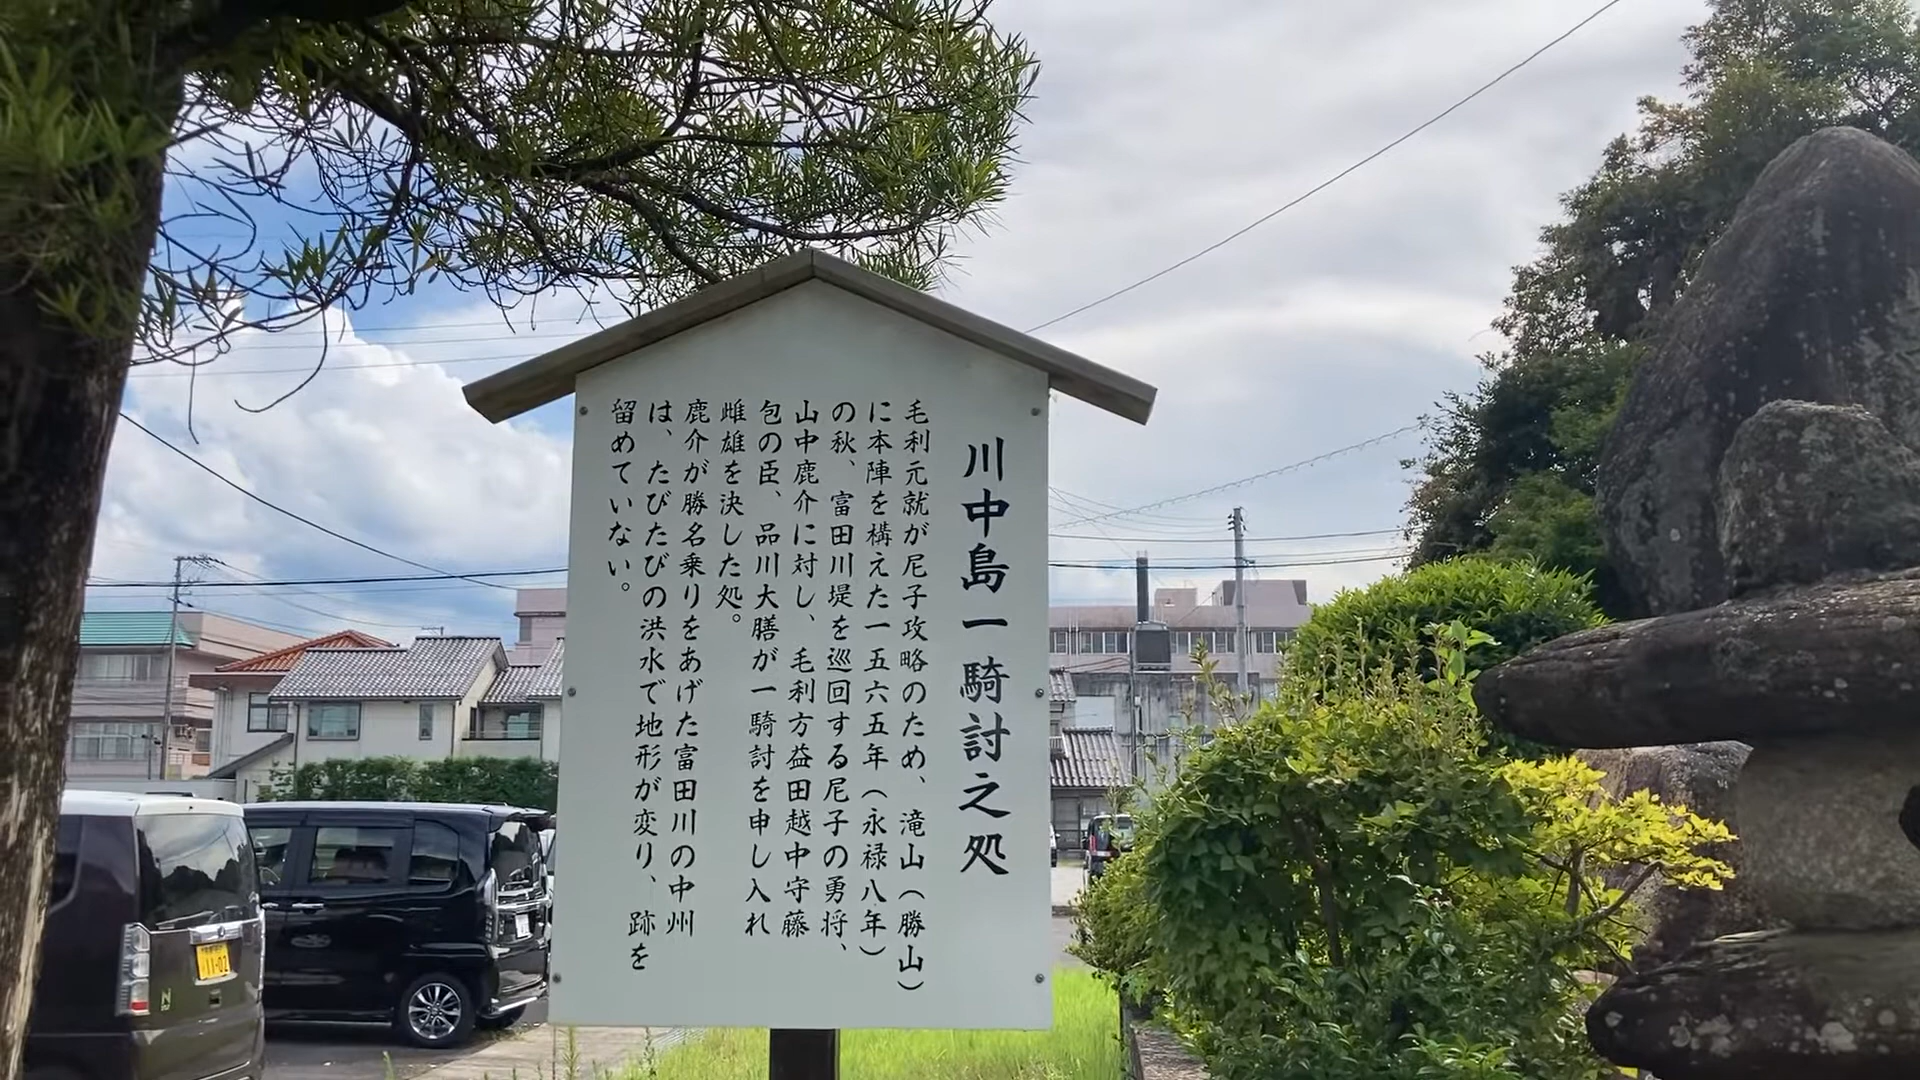 川中島一騎討之処
毛利元就が尼子攻略のため、滝山（勝山）
に本陣を構えた一五六五年（永禄八年）
の秋、富田川堤を巡回する尼子の勇将、
山中鹿介に対し、毛利方益田越中守藤
包の臣、品川大膳が一騎討を申し入れ
雌雄を決した処。
鹿介が勝名乗りをあげた富田川の中州
は、たびたびの洪水で地形が変り、跡を
留めていない。
11-02
N